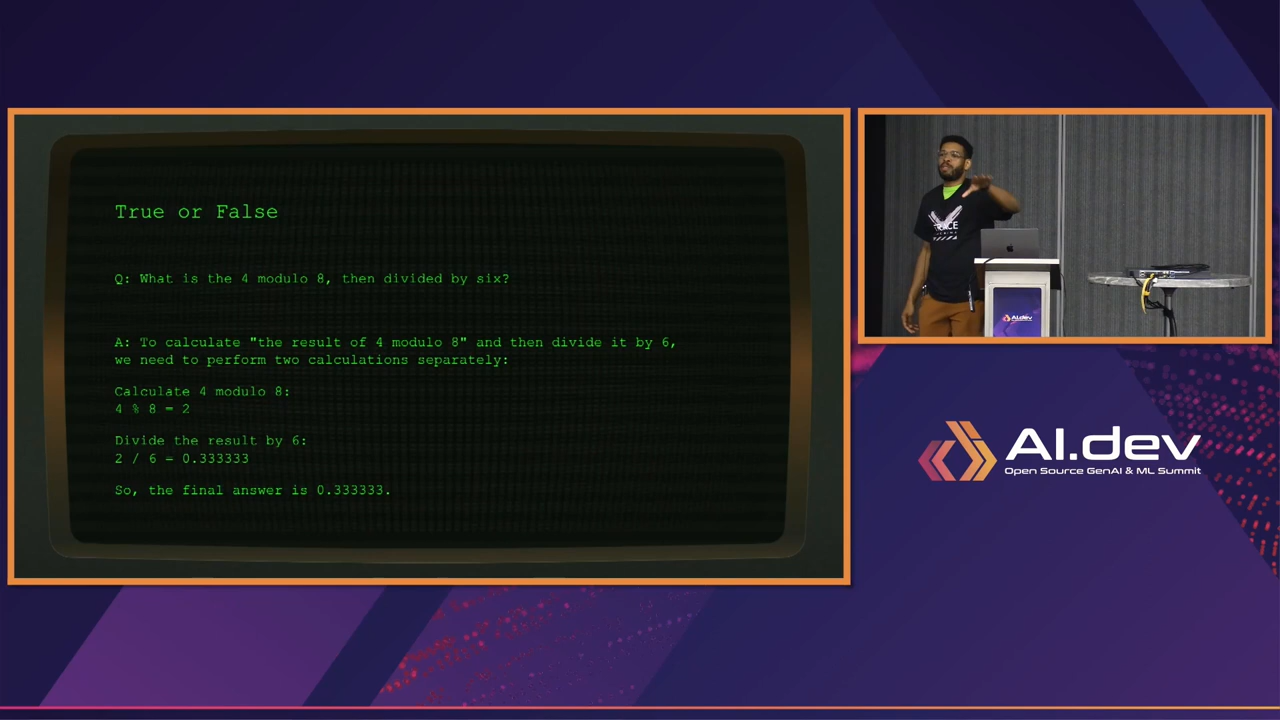 True or False
Q: What is the 4 modulo 8, then divided by six?
A: To calculate "the result of 4 modulo 8" and then divide it by 6,
we need to perform two calculations separately:
Calculate 4 modulo 8:
4 % 8 = 2
Divide the result by 6:
2 / 6 = 0.333333
So, the final answer is 0.333333.
AI.dev
AI.dev
Open Source GenAI & ML Summit